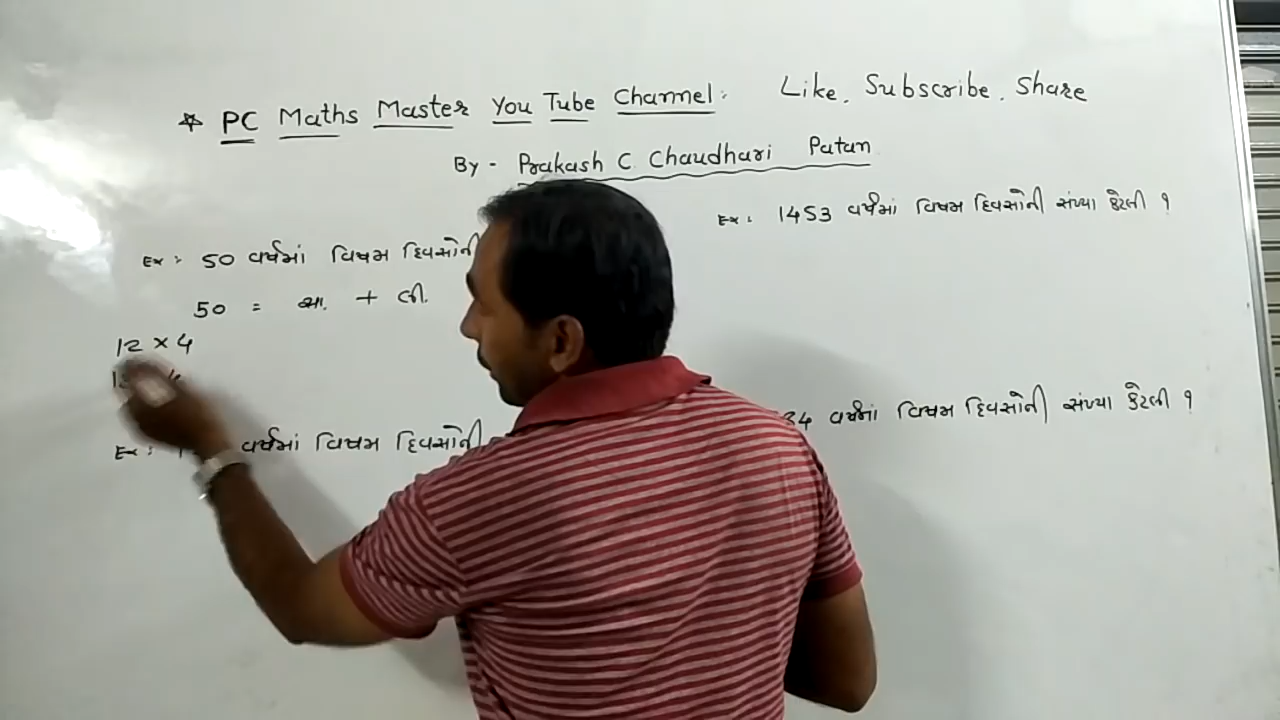 ☆ PC Maths Master You Tube Channel: Like. Subscribe. Share
By - Prakash C Chaudhari Patan
Ex: 1453 વર્ષમાં વિષમ દિવસોની સંખ્યા કેટલી ?
Ex: 50 વર્ષમાં વિષમ દિવસોની
50 = સા. + લી.
12 × 4
Ex: વર્ષમાં વિષમ દિવસોની
34 વર્ષમાં વિષમ દિવસોની સંખ્યા કેટલી ?